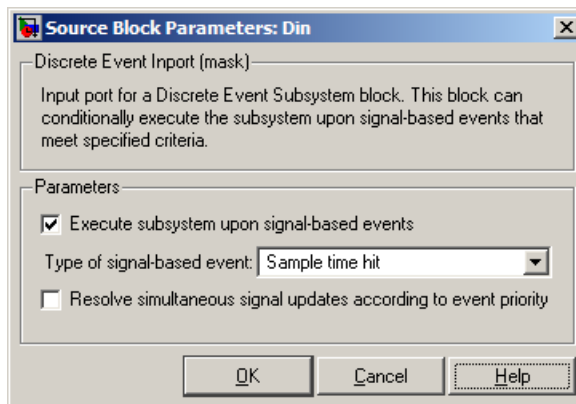 Source Block Parameters: Din
Discrete Event Inport (mask)
Input port for a Discrete Event Subsystem block. This block can
conditionally execute the subsystem upon signal-based events that
meet specified criteria.
Parameters
Execute subsystem upon signal-based events
Type of signal-based event: Sample time hit
Resolve simultaneous signal updates according to event priority
OK Cancel Help